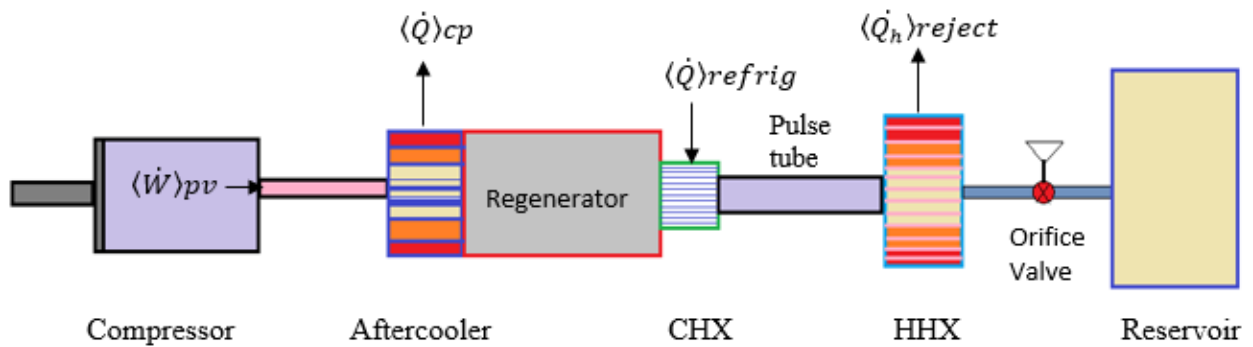 ⟨Q̇⟩cp
⟨Q̇ₕ⟩reject
⟨Q̇⟩refrig
Pulse
tube
⟨Ẇ⟩pv
Regenerator
X
Orifice
Valve
Compressor
Aftercooler
CHX
HHX
Reservoir